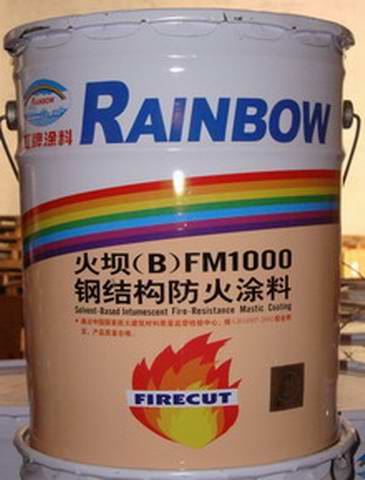 RAINBOW
RAINBOW
牌涂料
火坝(B)FM1000
钢结构防火涂料
Solvent-Based Intumescent Fire-Resistance Mastic Coating
FIRECUT